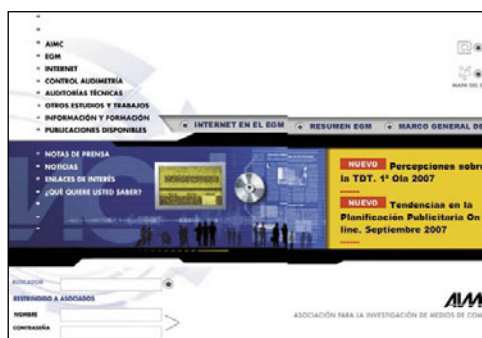 AIMC
EGM
INTERNET
CONTROL AUDIMETRÍA
AUDITORÍAS TÉCNICAS
OTROS ESTUDIOS Y TRABAJOS
INFORMACIÓN Y FORMACIÓN
PUBLICACIONES DISPONIBLES
MAPA DEL
INTERNET EN EL EGM
RESUMEN EGM
MARCO GENERAL DE
NOTAS DE PRENSA
NOTICIAS
ENLACES DE INTERÉS
¿QUÉ QUIERE USTED SABER?
NUEVO Percepciones sobre
la TDT. 1ª Ola 2007
NUEVO Tendencias en la
Planificación Publicitaria On
line. Septiembre 2007
BUSCADOR
RESTRINGIDO A ASOCIADOS
NOMBRE
CONTRASEÑA
AIMC
ASOCIACIÓN PARA LA INVESTIGACIÓN DE MEDIOS DE COM